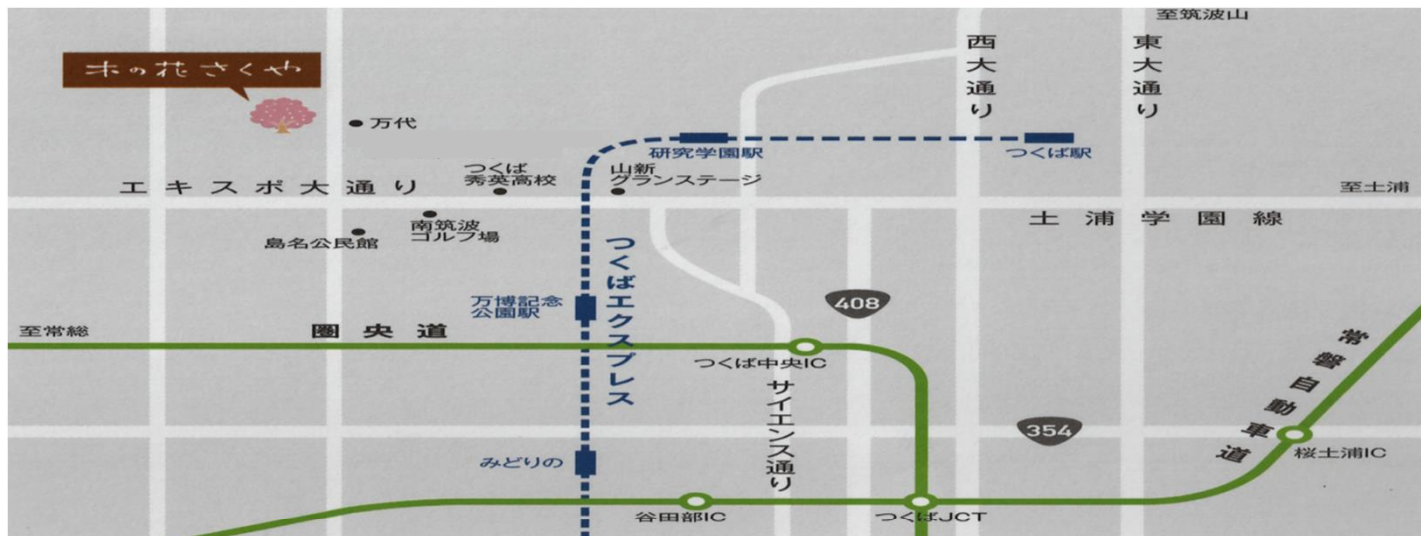 至筑波山
西大通り
東大通り
木の花さくや
万代
研究学園駅
つくば駅
つくば
秀英高校
山新
グランステージ
エキスポ大通り
至土浦
土浦学園線
南筑波
ゴルフ場
島名公民館
つくばエクスプレス
万博記念
公園駅
408
至常総
圏央道
つくば中央IC
常磐自動車道
サイエンス通り
354
みどりの
桜土浦IC
谷田部IC
つくばJCT